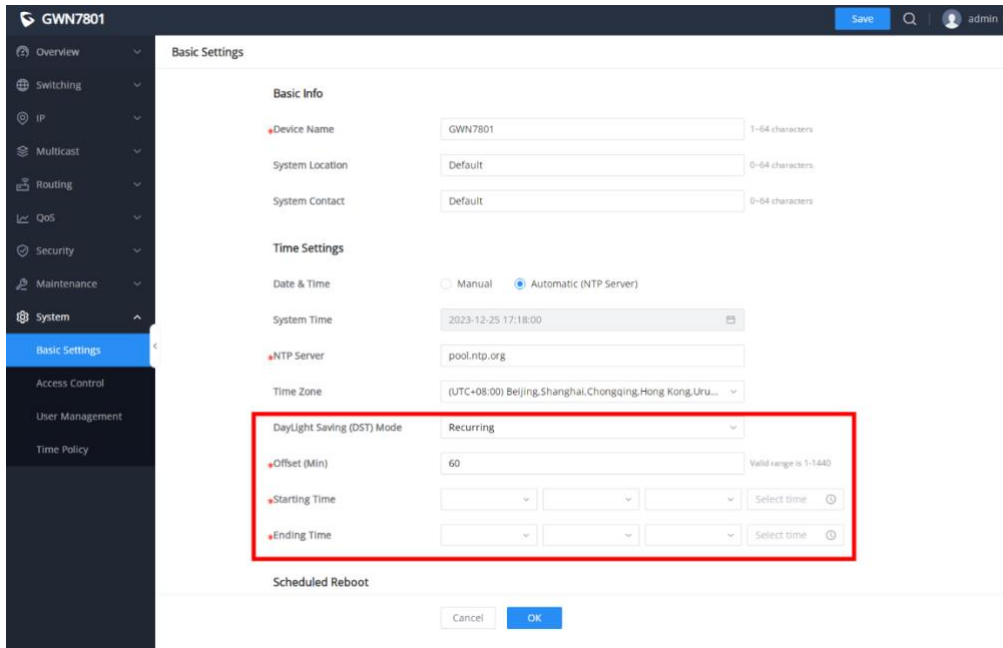 GWN7801
Save
admin
Overview
Switching
IP
Multicast
Routing
QoS
Security
Maintenance
System
Basic Settings
Access Control
User Management
Time Policy
Basic Settings
Basic Info
*Device Name GWN7801 1~64 characters
System Location Default 0~64 characters
System Contact Default 0~64 characters
Time Settings
Date & Time Manual Automatic (NTP Server)
System Time 2023-12-25 17:18:00
*NTP Server pool.ntp.org
Time Zone (UTC+08:00) Beijing,Shanghai,Chongqing,Hong Kong,Uru...
DayLight Saving (DST) Mode Recurring
*Offset (Min) 60 Valid range is 1-1440
*Starting Time Select time
*Ending Time Select time
Scheduled Reboot
Cancel OK